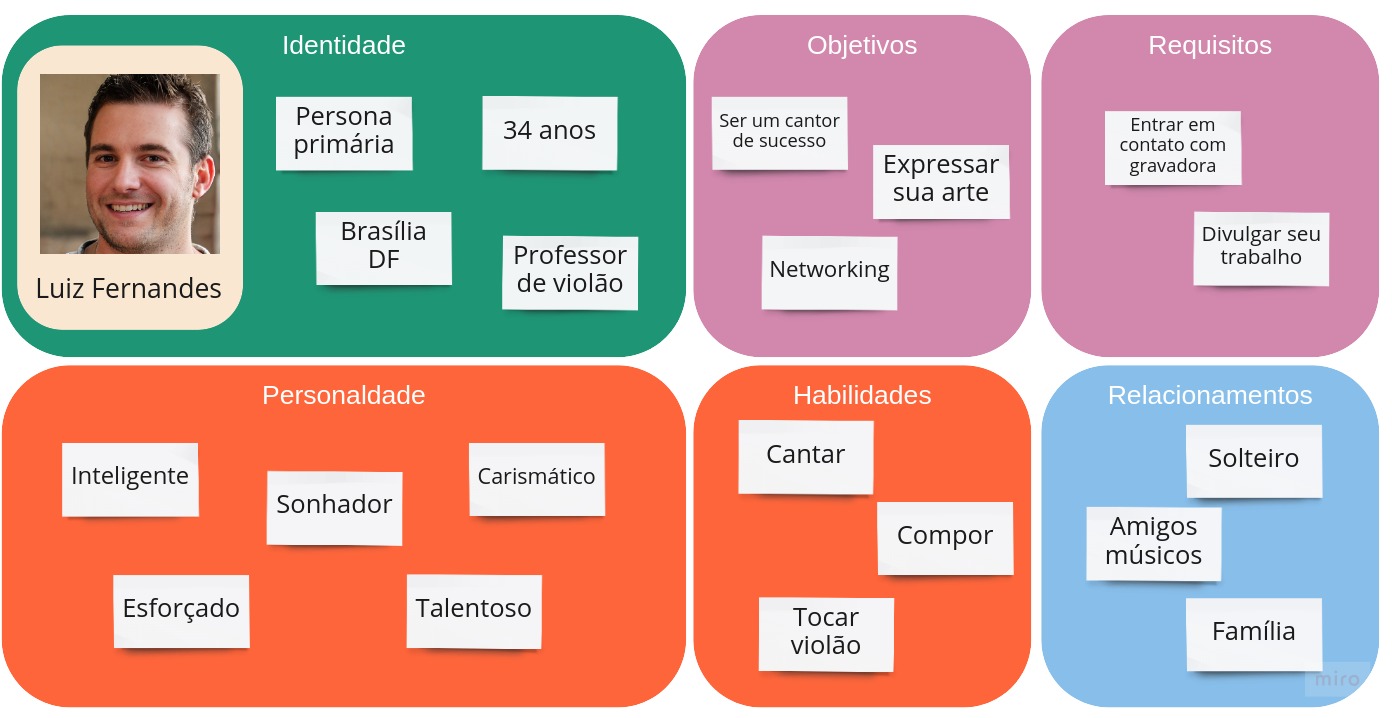 Identidade
Persona
primária
34 anos
Brasília
DF
Professor
de violão
Luiz Fernandes
Objetivos
Ser um cantor
de sucesso
Expressar
sua arte
Networking
Requisitos
Entrar em
contato com
gravadora
Divulgar seu
trabalho
Personaldade
Inteligente
Sonhador
Carismático
Esforçado
Talentoso
Habilidades
Cantar
Compor
Tocar
violão
Relacionamentos
Solteiro
Amigos
músicos
Família
miro